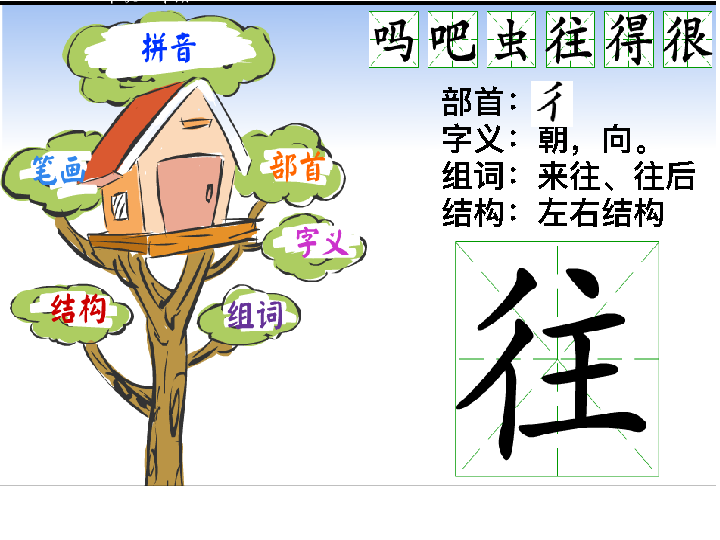 拼音
笔画
部首
字义
结构
组词
吗吧虫往得很
部首：彳
字义：朝，向。
组词：来往、往后
结构：左右结构
往